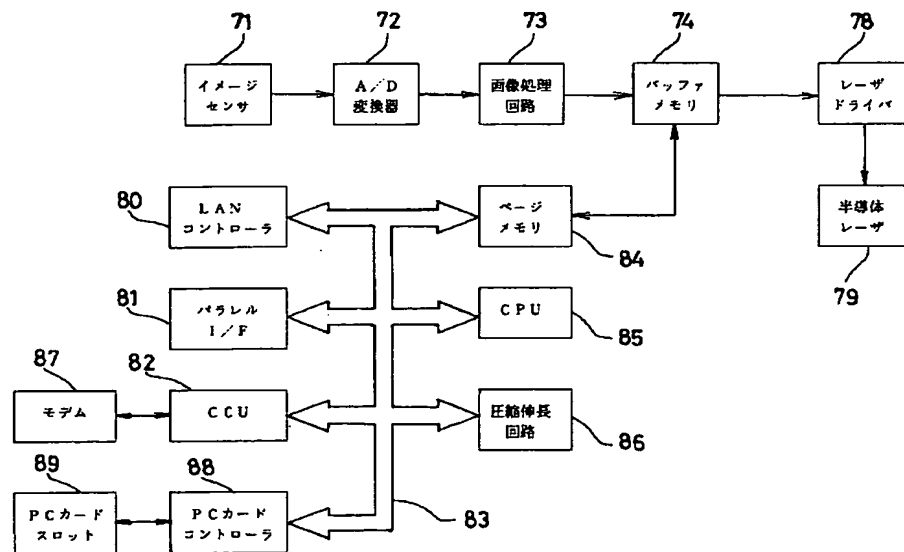 71
72
73
74
78
イメージ
センサ
A/D
変換器
画像処理
回路
バッファ
メモリ
レーザ
ドライバ
80
LAN
コントローラ
ページ
メモリ
84
半導体
レーザ
79
81
パラレル
I/F
CPU
85
87
82
モデム
CCU
圧縮伸長
回路
86
89
88
PCカード
スロット
PCカード
コントローラ
83